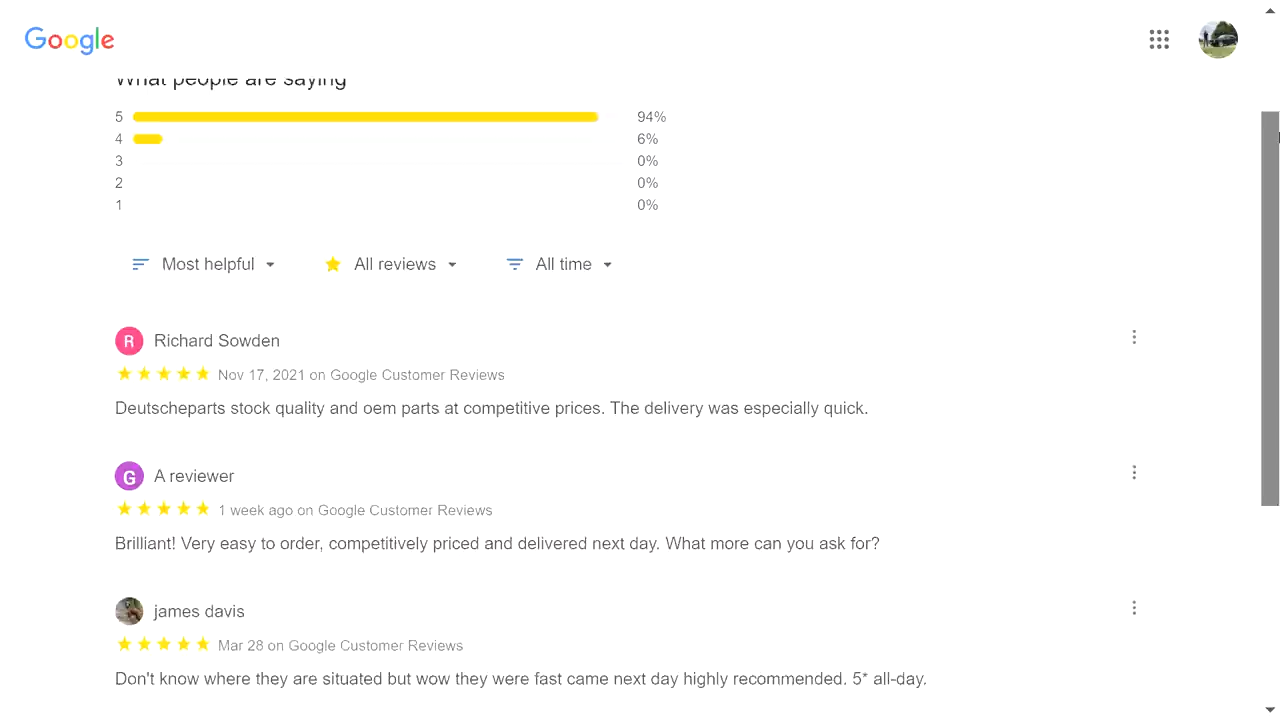 Google
What people are saying
5 94%
4 6%
3 0%
2 0%
1 0%
Most helpful All reviews All time
R Richard Sowden
Nov 17, 2021 on Google Customer Reviews
Deutscheparts stock quality and oem parts at competitive prices. The delivery was especially quick.
G A reviewer
1 week ago on Google Customer Reviews
Brilliant! Very easy to order, competitively priced and delivered next day. What more can you ask for?
james davis
Mar 28 on Google Customer Reviews
Don't know where they are situated but wow they were fast came next day highly recommended. 5* all-day.